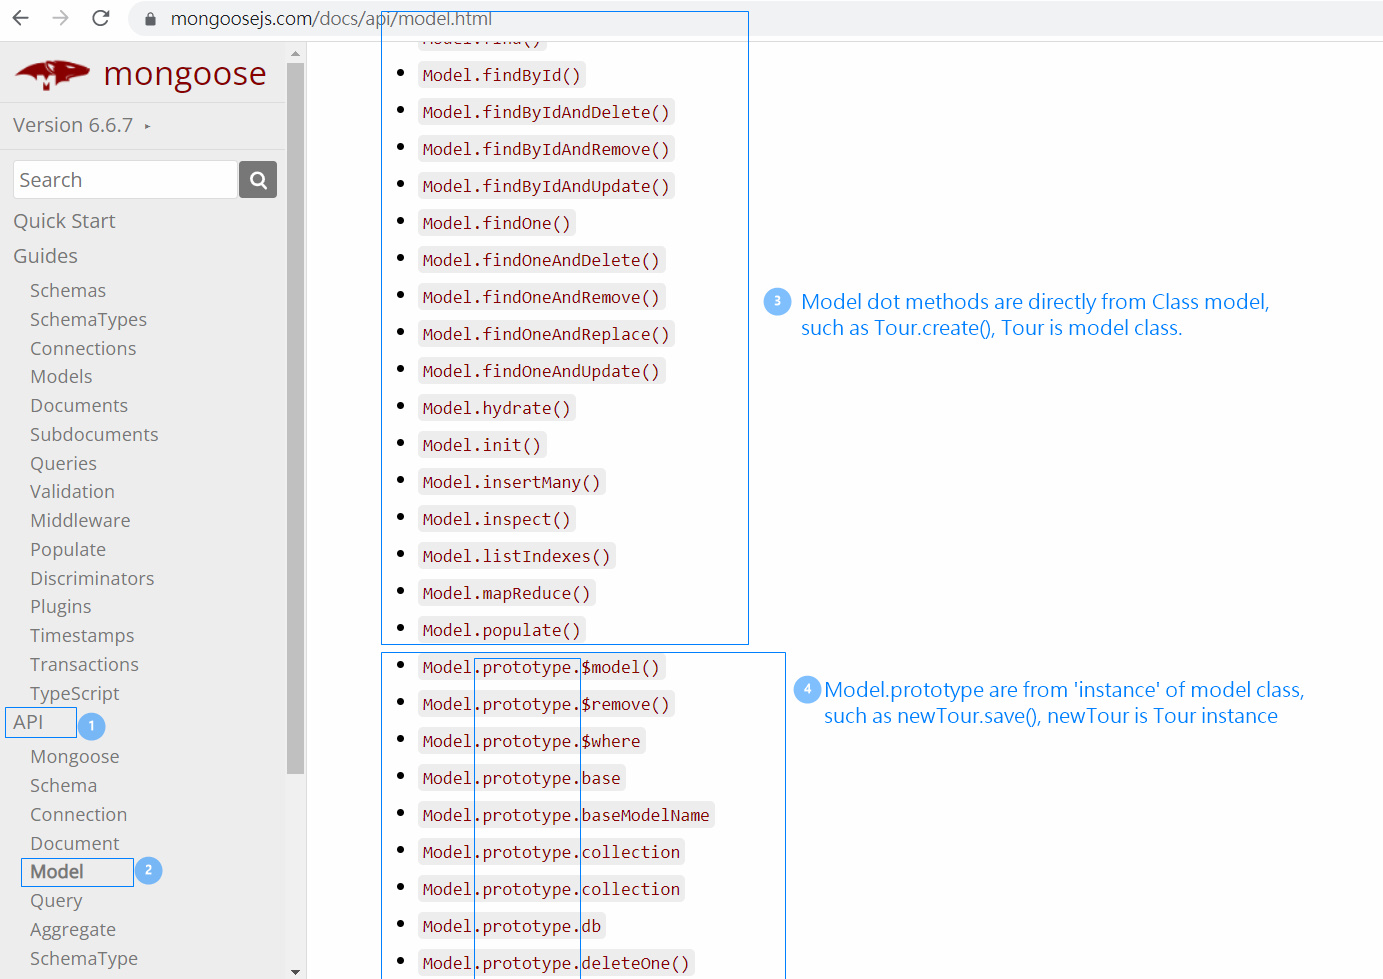 mongoosejs.com/docs/api/model.html
mongoose
Version 6.6.7
Search
Quick Start
Guides
Schemas
SchemaTypes
Connections
Models
Documents
Subdocuments
Queries
Validation
Middleware
Populate
Discriminators
Plugins
Timestamps
Transactions
TypeScript
API
1
Mongoose
Schema
Connection
Document
Model
2
Query
Aggregate
SchemaType
Model.find()
Model.findById()
Model.findByIdAndDelete()
Model.findByIdAndRemove()
Model.findByIdAndUpdate()
Model.findOne()
Model.findOneAndDelete()
Model.findOneAndRemove()
Model.findOneAndReplace()
Model.findOneAndUpdate()
Model.hydrate()
Model.init()
Model.insertMany()
Model.inspect()
Model.listIndexes()
Model.mapReduce()
Model.populate()
3 Model dot methods are directly from Class model,
such as Tour.create(), Tour is model class.
Model.prototype.$model()
Model.prototype.$remove()
Model.prototype.$where
Model.prototype.base
Model.prototype.baseModelName
Model.prototype.collection
Model.prototype.collection
Model.prototype.db
Model.prototype.deleteOne()
4 Model.prototype are from 'instance' of model class,
such as newTour.save(), newTour is Tour instance